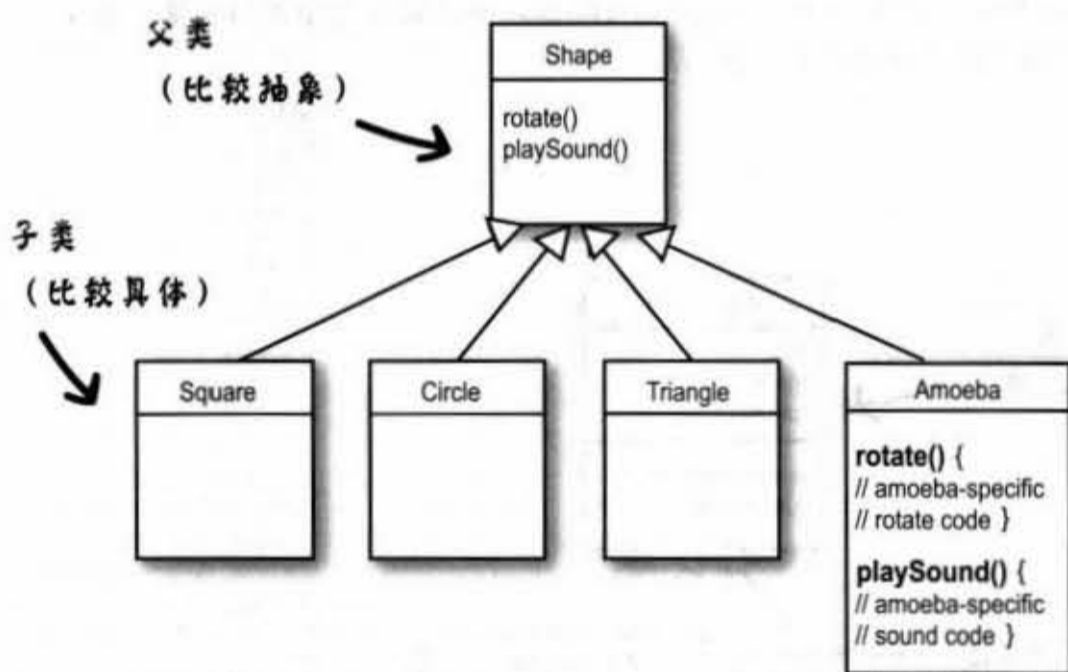 父类
（比较抽象）
Shape
rotate()
playSound()
子类
（比较具体）
Square
Circle
Triangle
Amoeba
rotate() {
// amoeba-specific
// rotate code }
playSound() {
// amoeba-specific
// sound code }